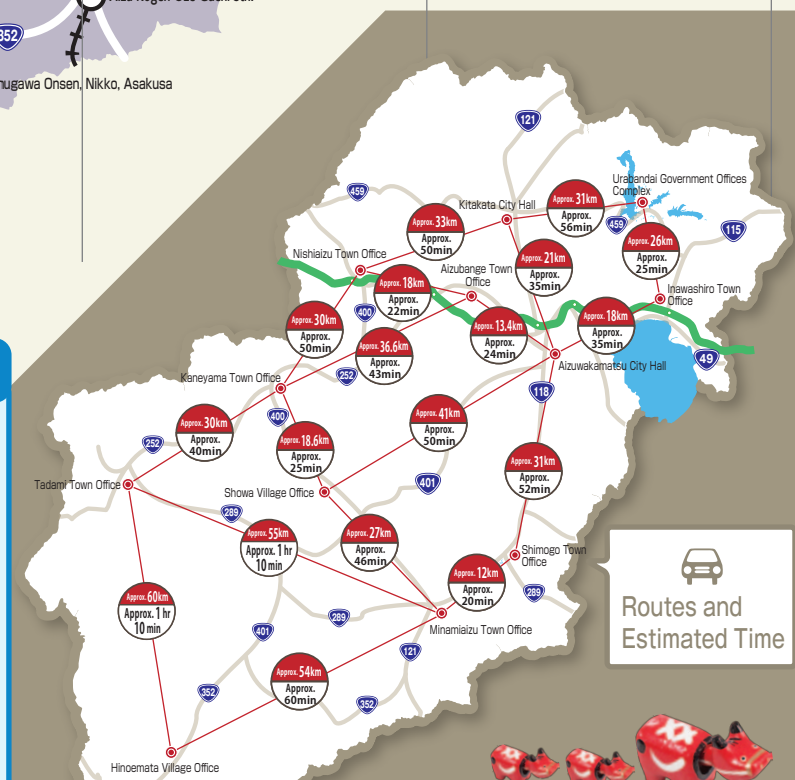 352
nugawa Onsen, Nikko, Asakusa
121
Urabandai Government Offices
Complex
459
Approx. 31km
Approx.
56min
Kitakata City Hall
Approx. 33km
Approx.
50min
459
115
Approx. 26km
Approx.
25min
Nishiaizu Town Office
Approx. 21km
Approx.
35min
Aizubange Town
Office
Approx. 18km
Approx.
22min
Inawashiro Town
Office
400
Approx. 30km
Approx.
50min
Approx. 13.4km
Approx.
24min
Approx. 18km
Approx.
35min
Approx. 36.6km
Approx.
43min
49
Aizuwakamatsu City Hall
252
Kaneyama Town Office
118
400
Approx. 30km
Approx.
40min
Approx. 41km
Approx.
50min
252
Approx. 18.6km
Approx.
25min
Approx. 31km
Approx.
52min
Tadami Town Office
Showa Village Office
401
289
Approx. 55km
Approx. 1 hr
10 min
Approx. 27km
Approx.
46min
Shimogo Town
Office
Approx. 12km
Approx.
20min
289
Approx. 60km
Approx. 1 hr
10 min
Routes and
Estimated Time
289
Minamiaizu Town Office
401
121
Approx. 54km
Approx.
60min
352
352
Hinoemata Village Office